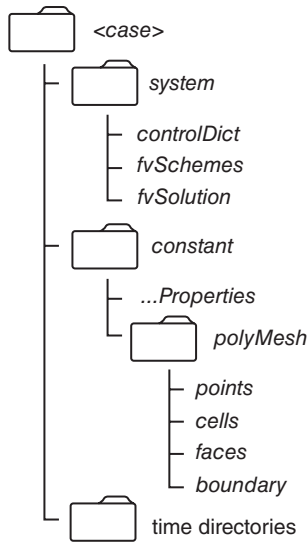 <case>
system
controlDict
fvSchemes
fvSolution
constant
...Properties
polyMesh
points
cells
faces
boundary
time directories